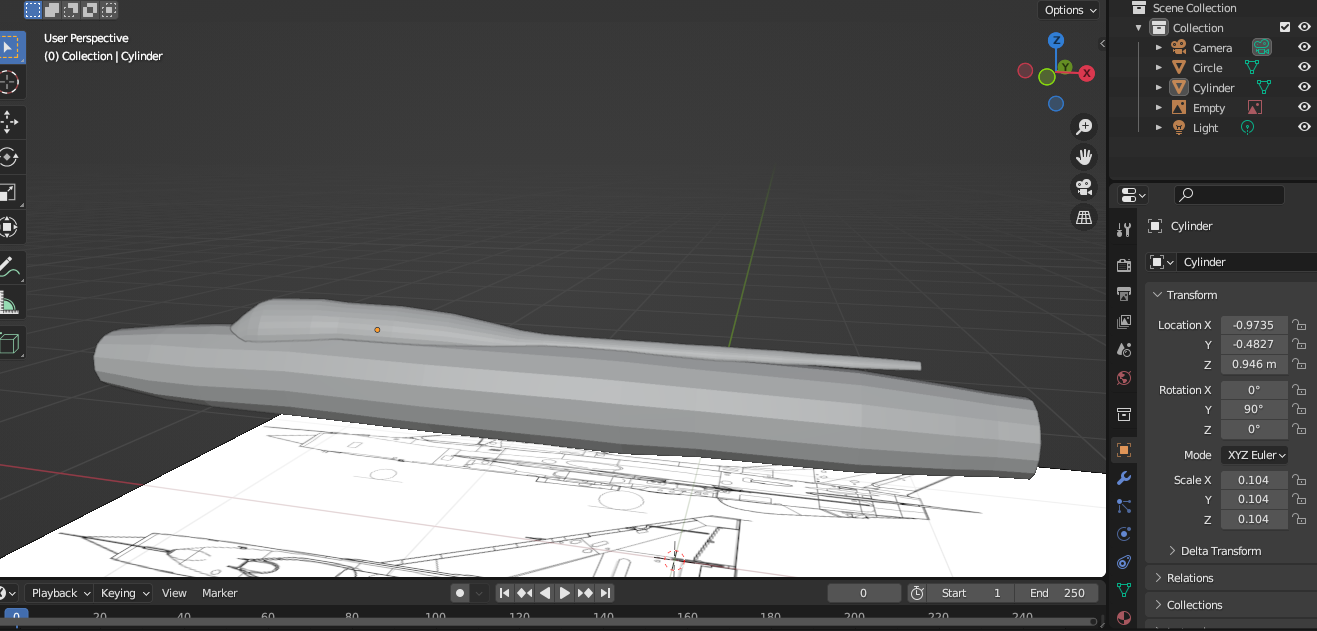 Options
User Perspective
(0) Collection | Cylinder
Z
Y
X
Scene Collection
Collection
Camera
Circle
Cylinder
Empty
Light
Cylinder
Cylinder
Transform
Location X -0.9735
Y -0.4827
Z 0.946 m
Rotation X 0°
Y 90°
Z 0°
Mode XYZ Euler
Scale X 0.104
Y 0.104
Z 0.104
Delta Transform
Relations
Collections
Playback Keying View Marker
0 Start 1 End 250
0 20 40 60 80 100 120 140 160 180 200 220 240